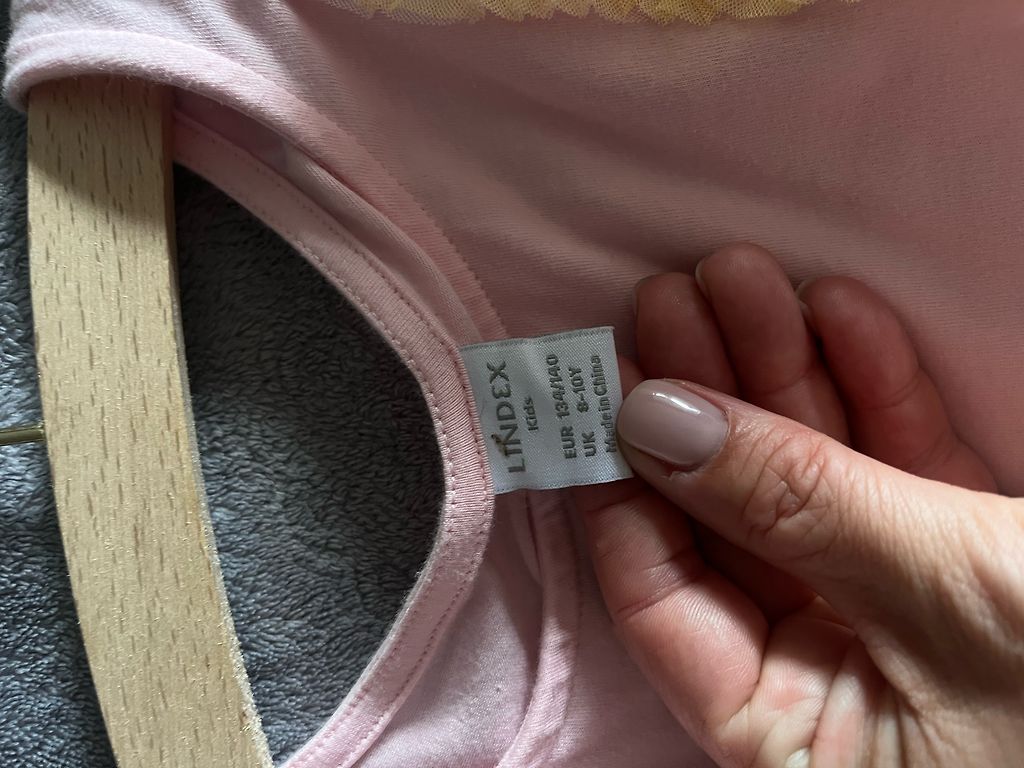 LINDEX
Kids
EUR 134/140
UK 8-10Y
Made in China